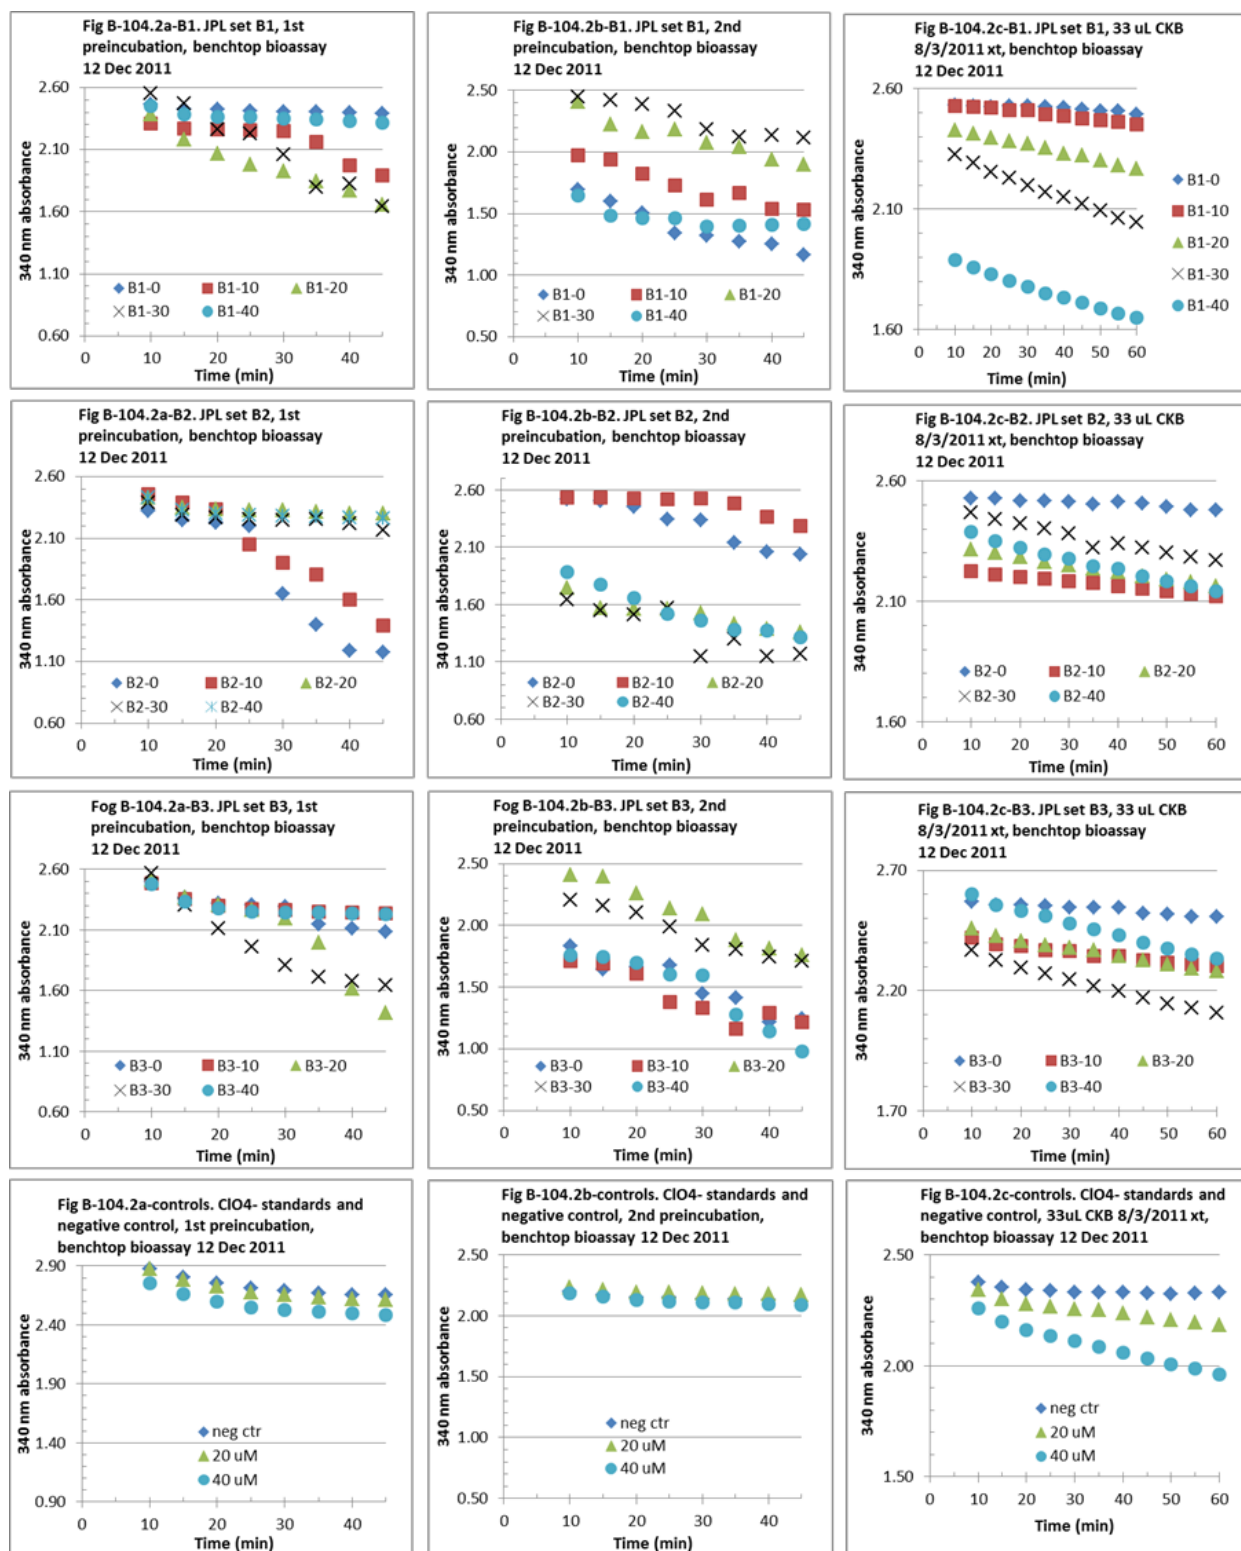 Fig B-104.2a-B1. JPL set B1, 1st
preincubation, benchtop bioassay
12 Dec 2011
340 nm absorbance
2.60
2.10
1.60
1.10
0.60
B1-0
B1-10
B1-20
B1-30
B1-40
0
10
20
30
40
Time (min)
Fig B-104.2b-B1. JPL set B1, 2nd
preincubation, benchtop bioassay
12 Dec 2011
340 nm absorbance
2.50
2.00
1.50
1.00
0.50
B1-0
B1-10
B1-20
B1-30
B1-40
0
10
20
30
40
Time (min)
Fig B-104.2c-B1. JPL set B1, 33 uL CKB
8/3/2011 xt, benchtop bioassay
12 Dec 2011
340 nm absorbance
2.60
2.10
1.60
B1-0
B1-10
B1-20
B1-30
B1-40
0
10
20
30
40
50
60
Time (min)
Fig B-104.2a-B2. JPL set B2, 1st
preincubation, benchtop bioassay
12 Dec 2011
340 nm absorbance
2.60
2.10
1.60
1.10
0.60
B2-0
B2-10
B2-20
B2-30
B2-40
0
10
20
30
40
Time (min)
Fig B-104.2b-B2. JPL set B2, 2nd
preincubation, benchtop bioassay
12 Dec 2011
340 nm absorbance
2.60
2.10
1.60
1.10
0.60
B2-0
B2-10
B2-20
B2-30
B2-40
0
10
20
30
40
Time (min)
Fig B-104.2c-B2. JPL set B2, 33 uL CKB
8/3/2011 xt, benchtop bioassay
12 Dec 2011
340 nm absorbance
2.60
2.10
1.60
B2-0
B2-10
B2-20
B2-30
B2-40
0
10
20
30
40
50
60
Time (min)
Fog B-104.2a-B3. JPL set B3, 1st
preincubation, benchtop bioassay
12 Dec 2011
340 nm absorbance
2.60
2.10
1.60
1.10
0.60
B3-0
B3-10
B3-20
B3-30
B3-40
0
10
20
30
40
Time (min)
Fog B-104.2b-B3. JPL set B3, 2nd
preincubation, benchtop bioassay
12 Dec 2011
340 nm absorbance
2.50
2.00
1.50
1.00
0.50
B3-0
B3-10
B3-20
B3-30
B3-40
0
10
20
30
40
Time (min)
Fig B-104.2c-B3. JPL set B3, 33 uL CKB
8/3/2011 xt, benchtop bioassay
12 Dec 2011
340 nm absorbance
2.70
2.20
1.70
B3-0
B3-10
B3-20
B3-30
B3-40
0
10
20
30
40
50
60
Time (min)
Fig B-104.2a-controls. ClO4- standards and
negative control, 1st preincubation,
benchtop bioassay 12 Dec 2011
340 nm absorbance
2.90
2.40
1.90
1.40
0.90
neg ctr
20 uM
40 uM
0
10
20
30
40
Time (min)
Fig B-104.2b-controls. ClO4- standards and
negative control, 2nd preincubation,
benchtop bioassay 12 Dec 2011
340 nm absorbance
2.50
2.00
1.50
1.00
0.50
neg ctr
20 uM
40 uM
0
10
20
30
40
Time (min)
Fig B-104.2c-controls. ClO4- standards and
negative control, 33uL CKB 8/3/2011 xt,
benchtop bioassay 12 Dec 2011
340 nm absorbance
2.50
2.00
1.50
neg ctr
20 uM
40 uM
0
10
20
30
40
50
60
Time (min)